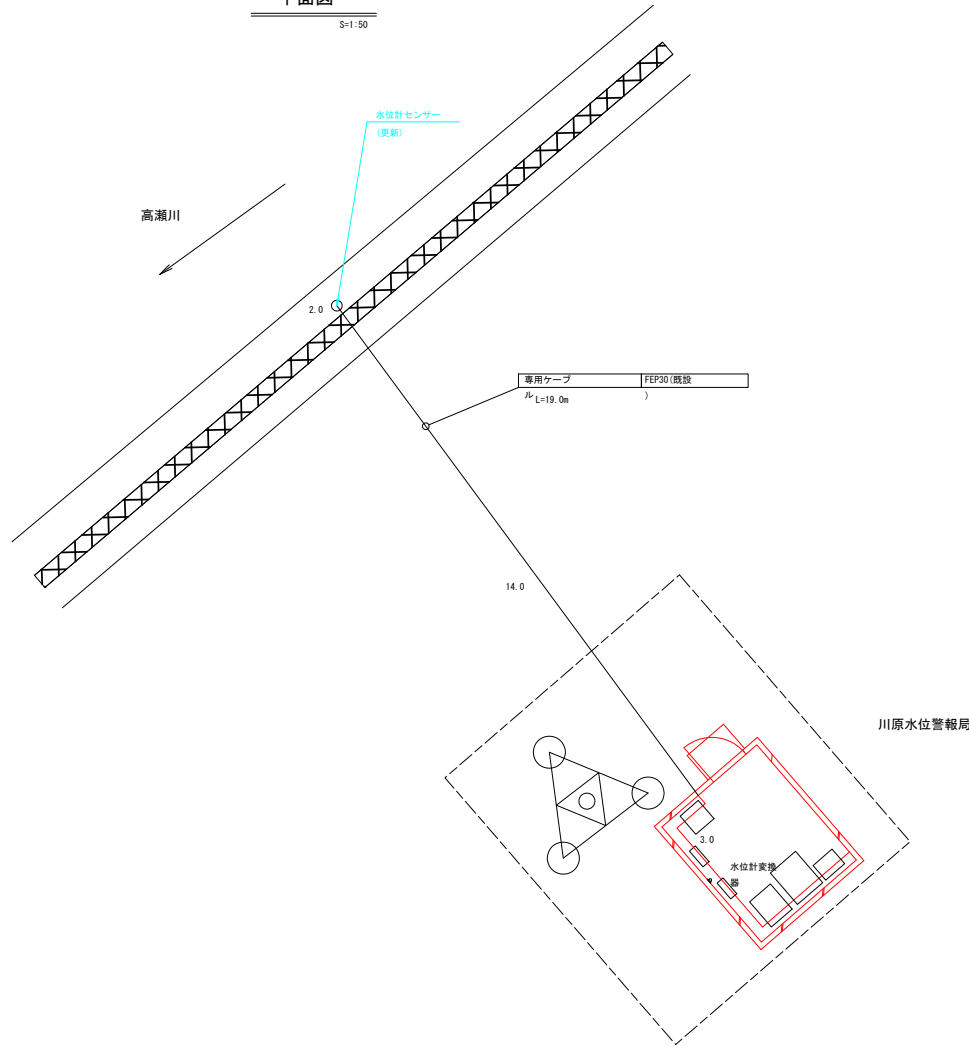 平面図
S=1:50
水位計センサー
(更新)
高瀬川
2.0
専用ケーブ
ル L=19.0m
FEP30(既設
)
14.0
川原水位警報局
3.0
水位計変換
器